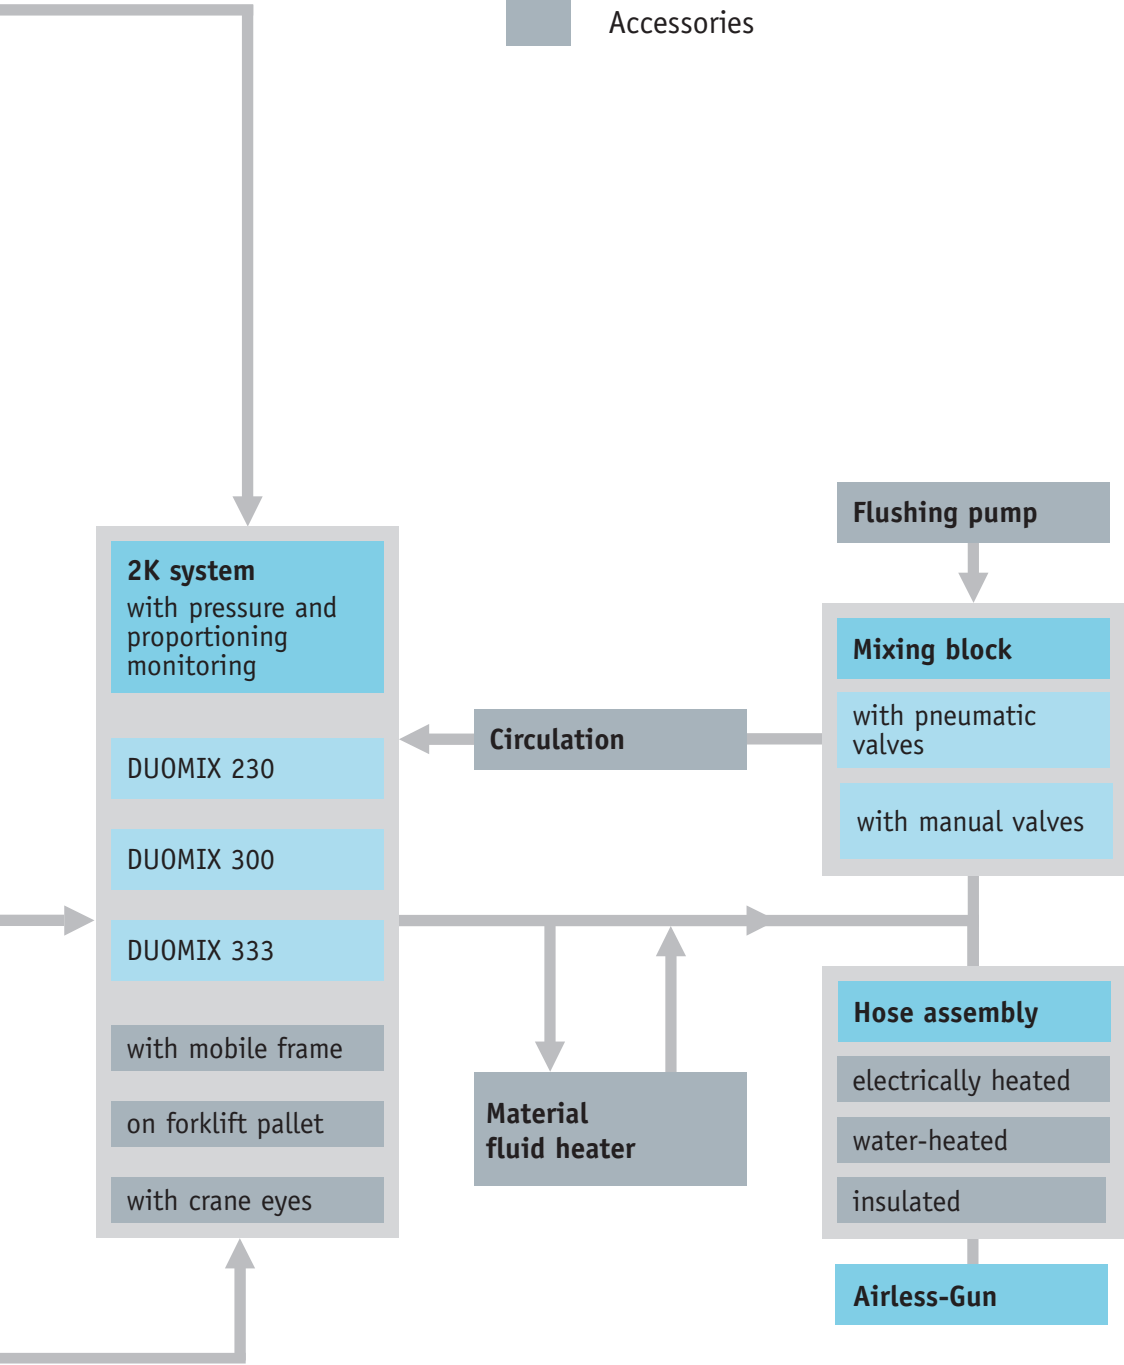 Accessories
2K system
with pressure and
proportioning
monitoring
DUOMIX 230
DUOMIX 300
DUOMIX 333
with mobile frame
on forklift pallet
with crane eyes
Circulation
Material
fluid heater
Flushing pump
Mixing block
with pneumatic
valves
with manual valves
Hose assembly
electrically heated
water-heated
insulated
Airless-Gun